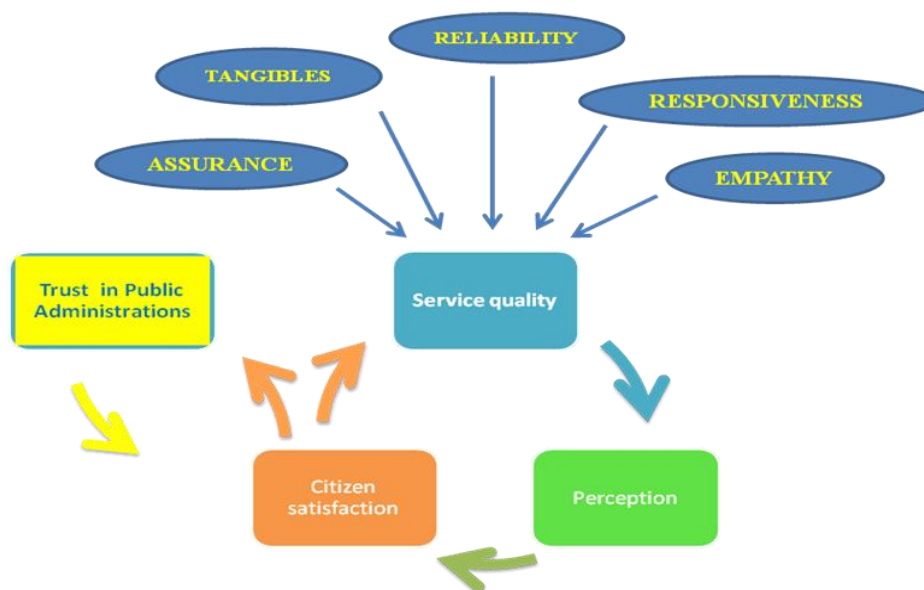 RELIABILITY
TANGIBLES
RESPONSIVENESS
ASSURANCE
EMPATHY
Trust in Public
Administrations
Service quality
Citizen
satisfaction
Perception